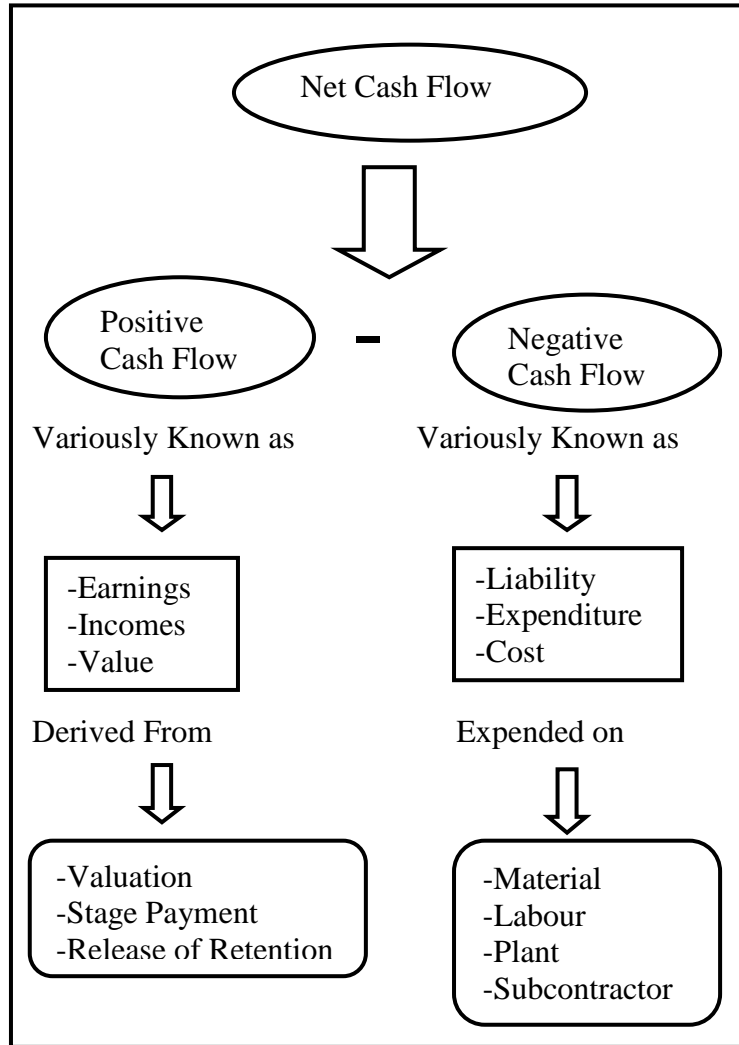 Net Cash Flow
Positive
Cash Flow
-
Negative
Cash Flow
Variously Known as
Variously Known as
-Earnings
-Incomes
-Value
-Liability
-Expenditure
-Cost
Derived From
Expended on
-Valuation
-Stage Payment
-Release of Retention
-Material
-Labour
-Plant
-Subcontractor